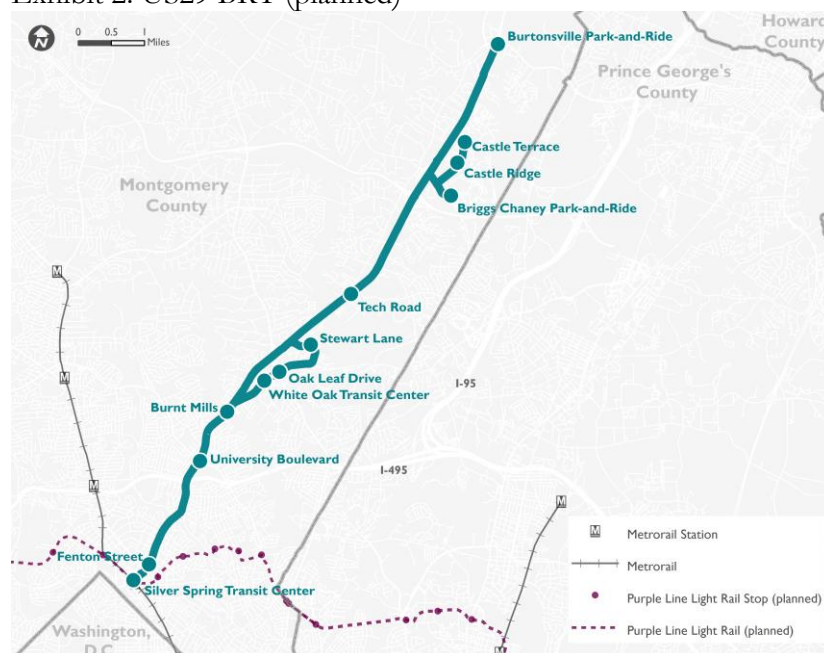 Exhibit 2: US29 BRT (planned)
N
0 0.5 1
Miles
Burtonsville Park-and-Ride
Howard
County
Prince George's
County
Castle Terrace
Castle Ridge
Montgomery
County
Briggs Chaney Park-and-Ride
M
Tech Road
Stewart Lane
M
Oak Leaf Drive
I-95
White Oak Transit Center
Burnt Mills
University Boulevard
I-495
M
M
M Metrorail Station
Fenton Street
Metrorail
Silver Spring Transit Center
Purple Line Light Rail Stop (planned)
Washington,
D.C.
Purple Line Light Rail (planned)
M